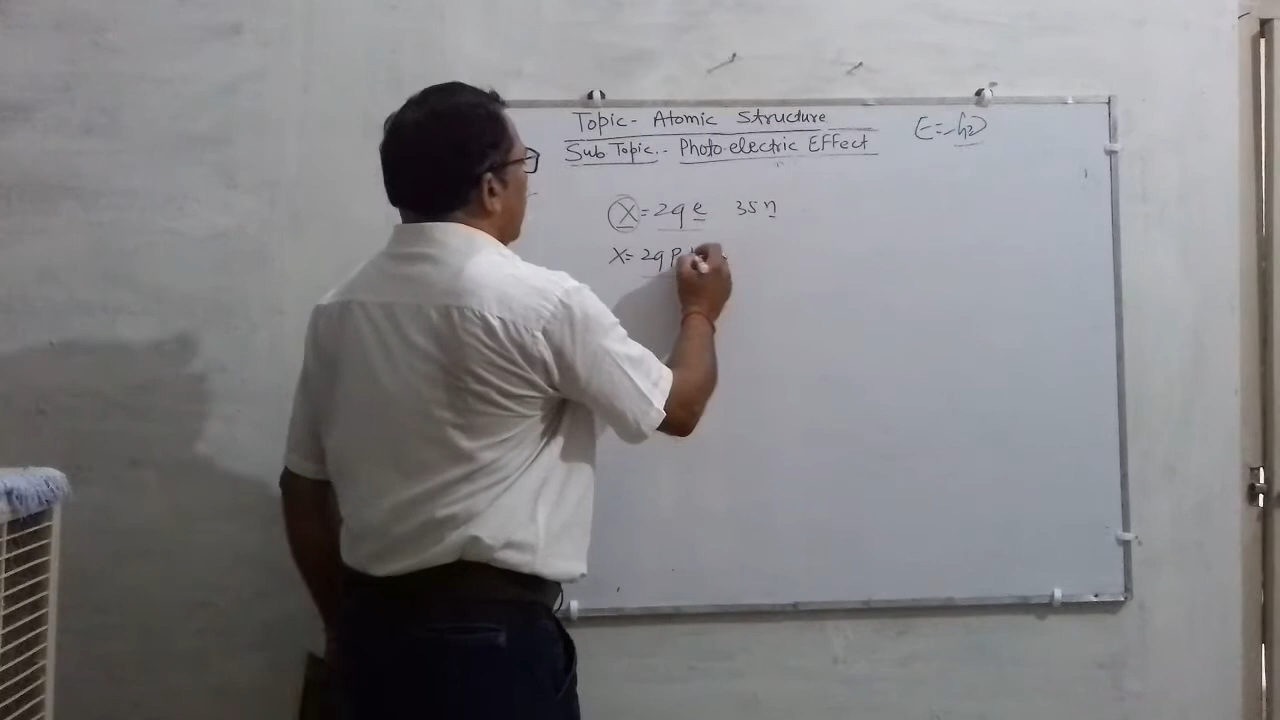 Topic- Atomic Structure
Sub Topic.- Photo electric Effect
E=hν
X=29 e 35 n
X=29 p